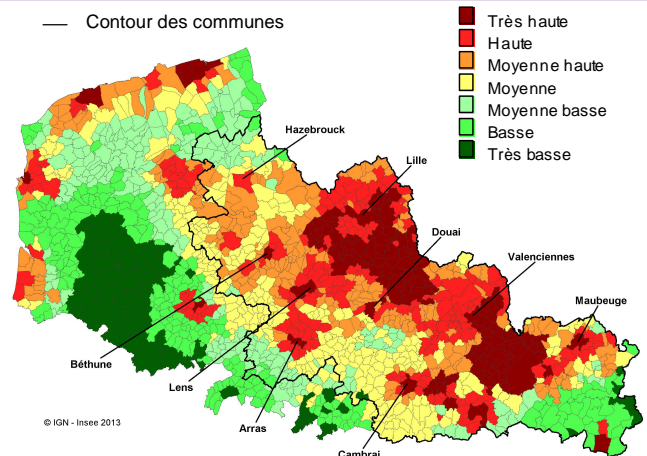 Contour des communes
Très haute
Haute
Moyenne haute
Moyenne
Moyenne basse
Basse
Très basse
Hazebrouck
Lille
Douai
Valenciennes
Maubeuge
Béthune
Lens
Arras
Cambrai
© IGN - Insee 2013